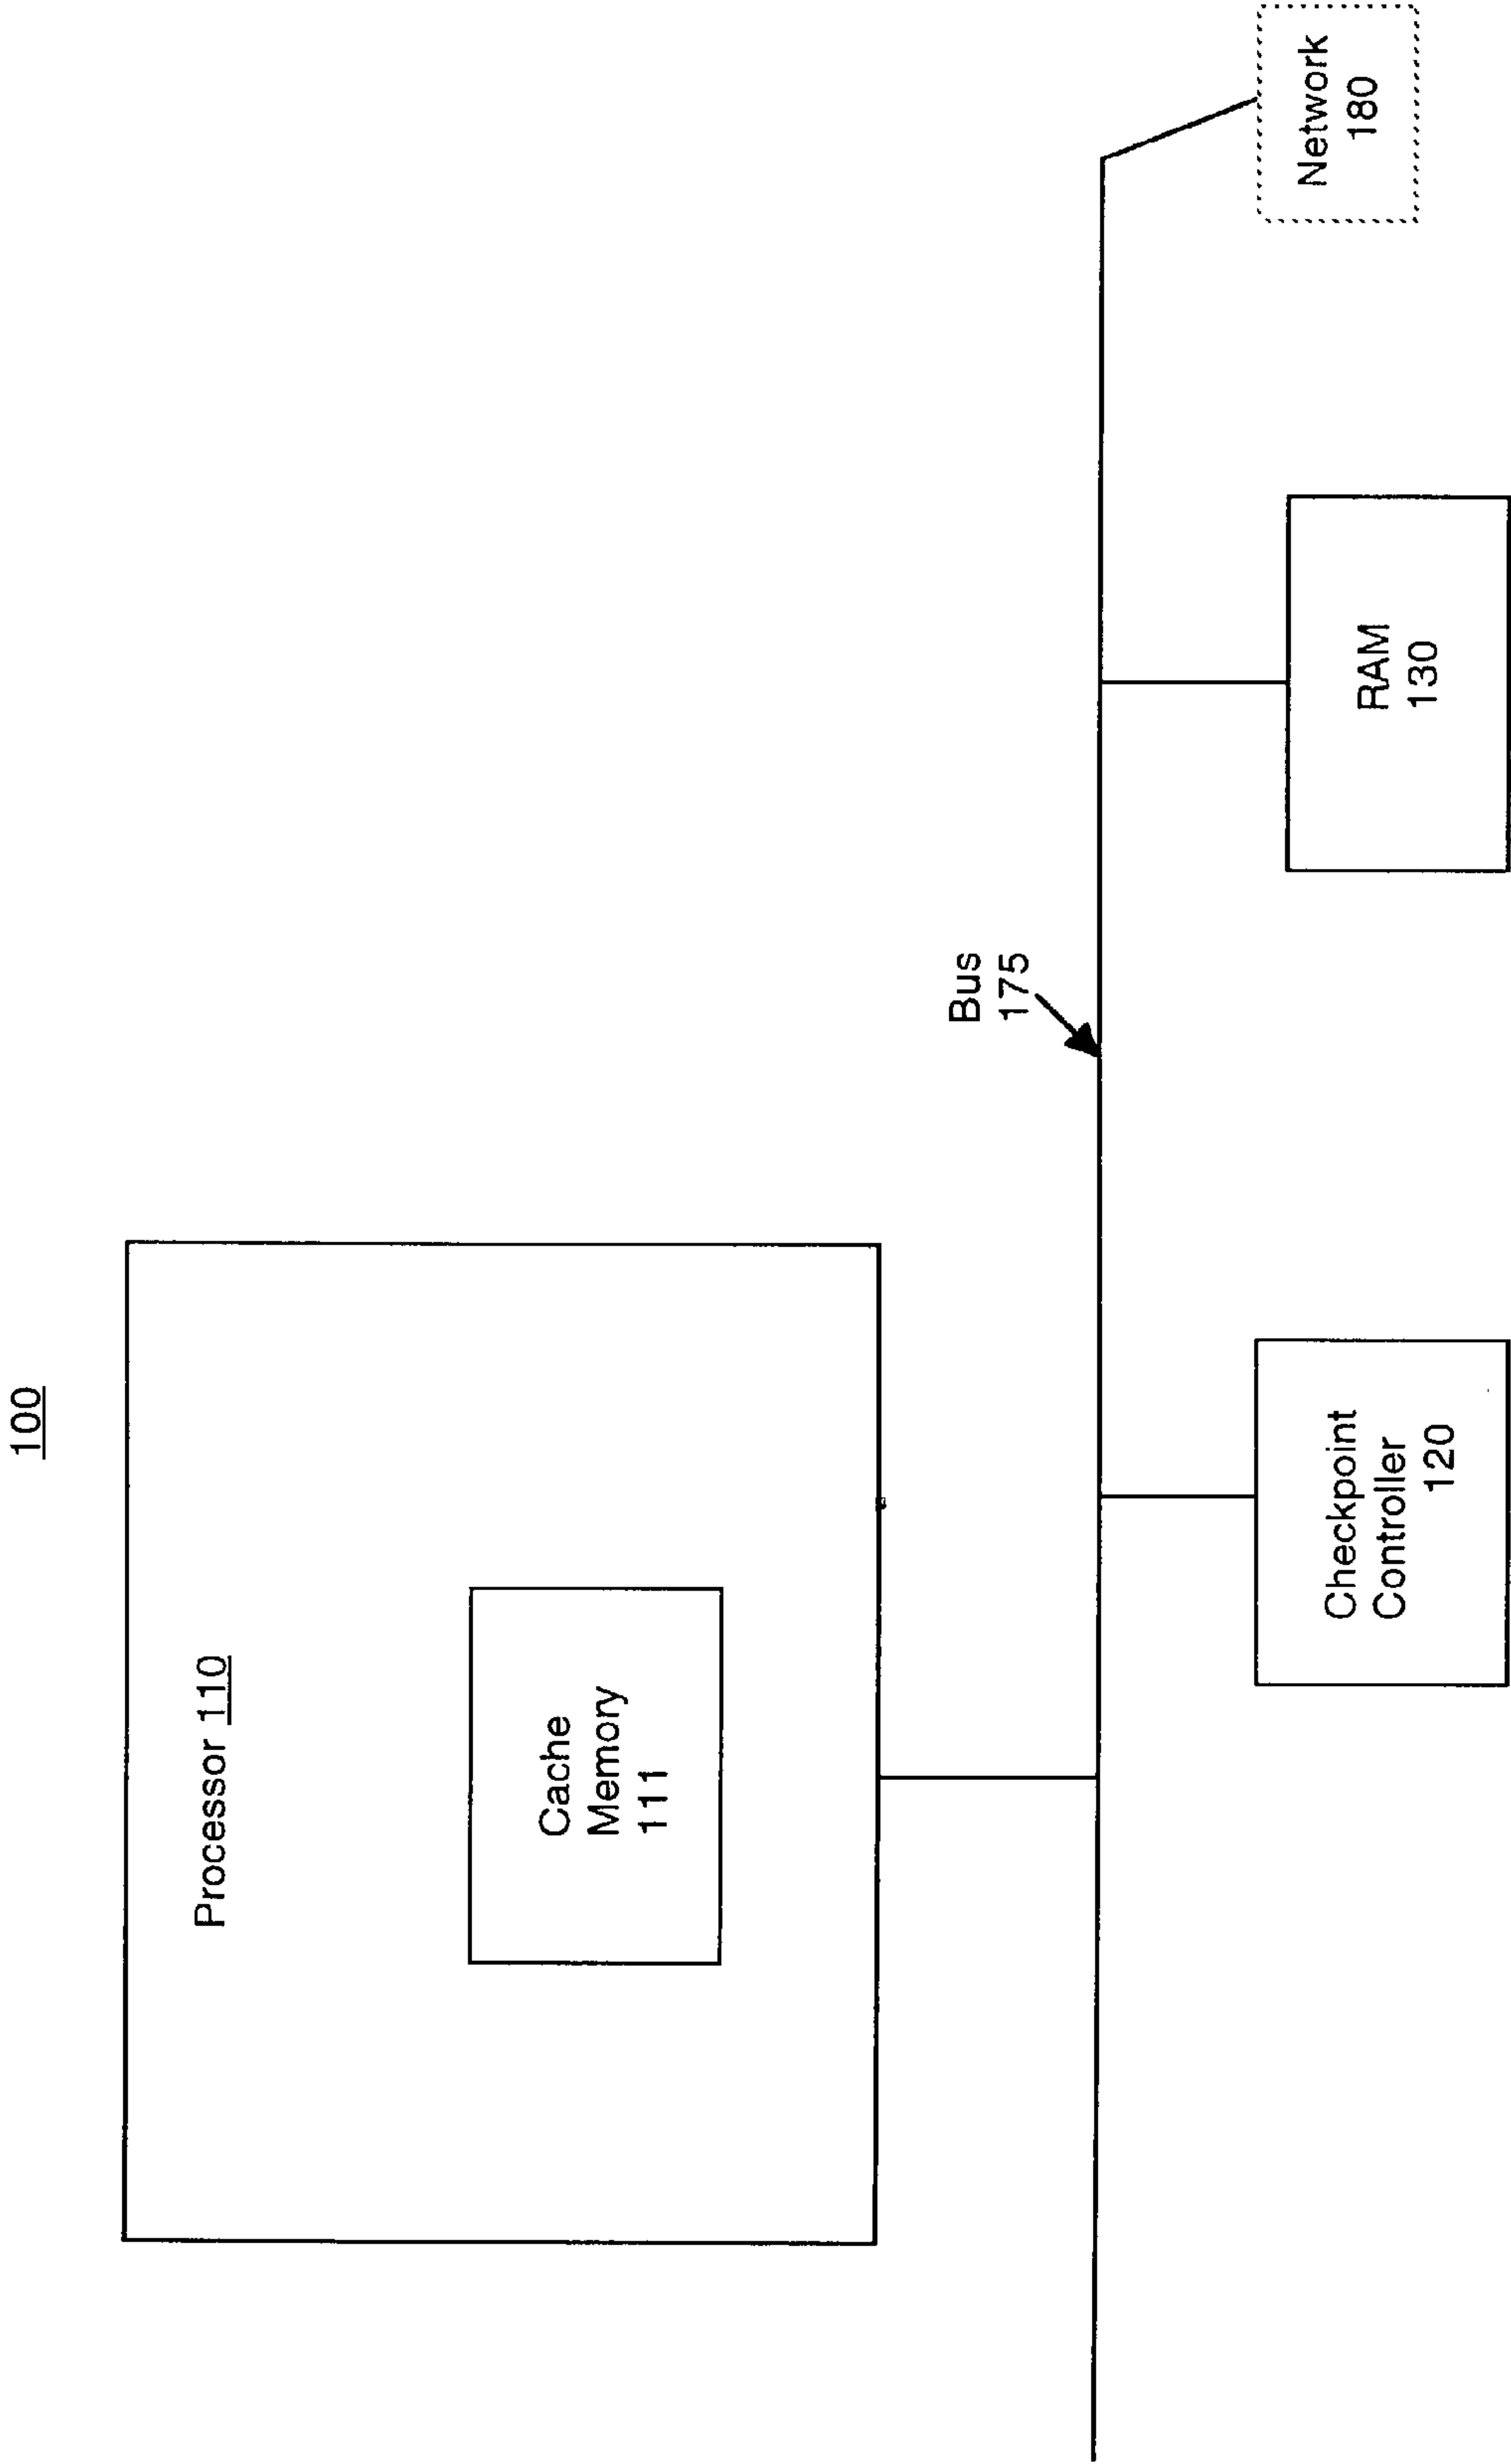 100
Processor 110
Cache
Memory
111
Bus
175
Checkpoint
Controller
120
RAM
130
Network
180